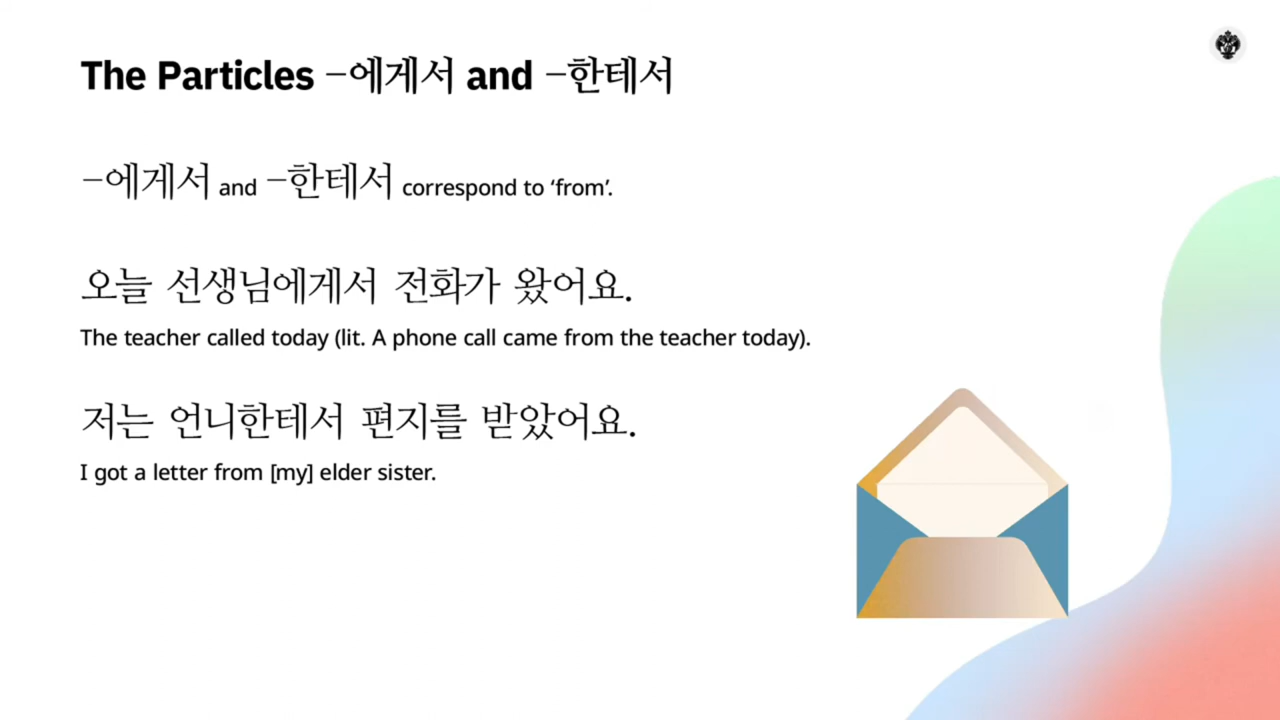 The Particles –에게서 and –한테서
–에게서 and –한테서 correspond to ‘from’.
오늘 선생님에게서 전화가 왔어요.
The teacher called today (lit. A phone call came from the teacher today).
저는 언니한테서 편지를 받았어요.
I got a letter from [my] elder sister.